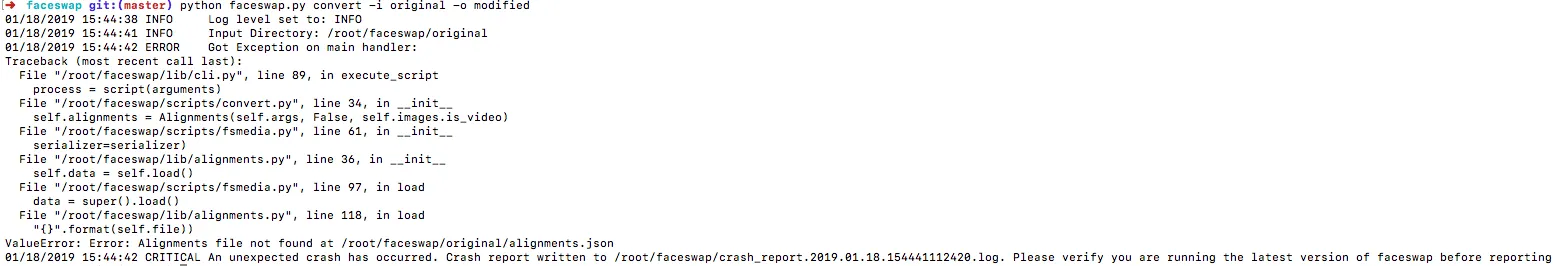 ➜ faceswap git:(master) python faceswap.py convert -i original -o modified
01/18/2019 15:44:38 INFO     Log level set to: INFO
01/18/2019 15:44:41 INFO     Input Directory: /root/faceswap/original
01/18/2019 15:44:42 ERROR    Got Exception on main handler:
Traceback (most recent call last):
  File "/root/faceswap/lib/cli.py", line 89, in execute_script
    process = script(arguments)
  File "/root/faceswap/scripts/convert.py", line 34, in __init__
    self.alignments = Alignments(self.args, False, self.images.is_video)
  File "/root/faceswap/scripts/fsmedia.py", line 61, in __init__
    serializer=serializer)
  File "/root/faceswap/lib/alignments.py", line 36, in __init__
    self.data = self.load()
  File "/root/faceswap/scripts/fsmedia.py", line 97, in load
    data = super().load()
  File "/root/faceswap/lib/alignments.py", line 118, in load
    "{}".format(self.file))
ValueError: Error: Alignments file not found at /root/faceswap/original/alignments.json
01/18/2019 15:44:42 CRITICAL An unexpected crash has occurred. Crash report written to /root/faceswap/crash_report.2019.01.18.154441112420.log. Please verify you are running the latest version of faceswap before reporting